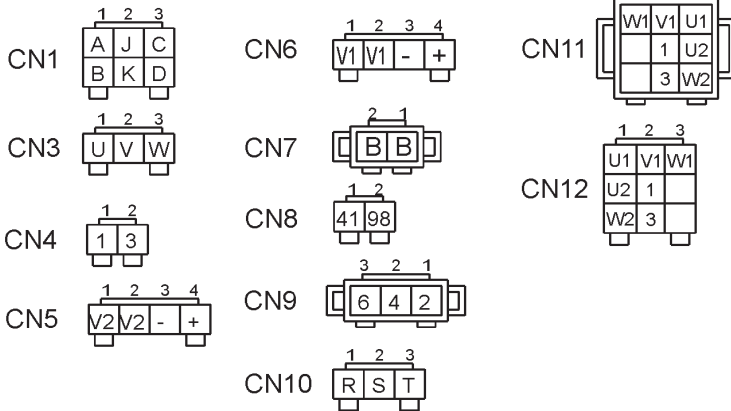 CN1
1 2 3
A J C
B K D
CN3
1 2 3
U V W
CN4
1 2
1 3
CN5
1 2 3 4
V2 V2 - +
CN6
1 2 3 4
V1 V1 - +
CN7
2 1
B B
CN8
1 2
41 98
CN9
3 2 1
6 4 2
CN10
1 2 3
R S T
CN11
W1 V1 U1
1 U2
3 W2
CN12
1 2 3
U1 V1 W1
U2 1
W2 3